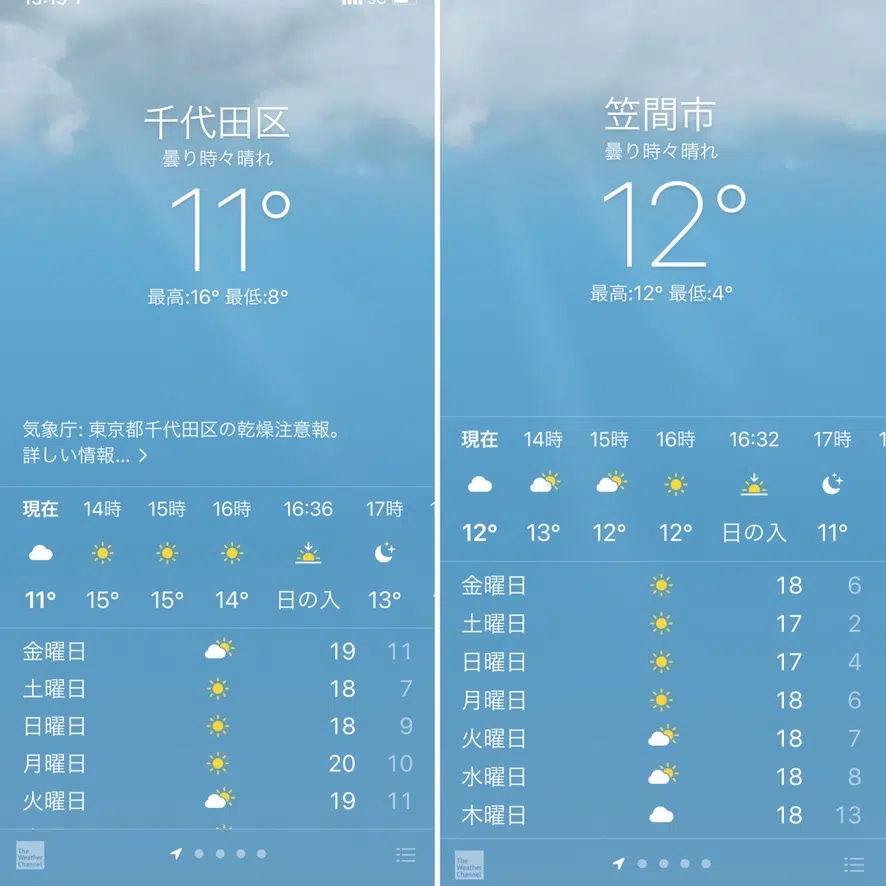 千代田区
曇り時々晴れ
11°
最高:16° 最低:8°
気象庁: 東京都千代田区の乾燥注意報。
詳しい情報... >
現在 14時 15時 16時 16:36 17時
11° 15° 15° 14° 日の入 13°
金曜日 19 11
土曜日 18 7
日曜日 18 9
月曜日 20 10
火曜日 19 11
The
Weather
Channel
笠間市
曇り時々晴れ
12°
最高:12° 最低:4°
現在 14時 15時 16時 16:32 17時
12° 13° 12° 12° 日の入 11°
金曜日 18 6
土曜日 17 2
日曜日 17 4
月曜日 18 6
火曜日 18 7
水曜日 18 8
木曜日 18 13
The
Weather
Channel